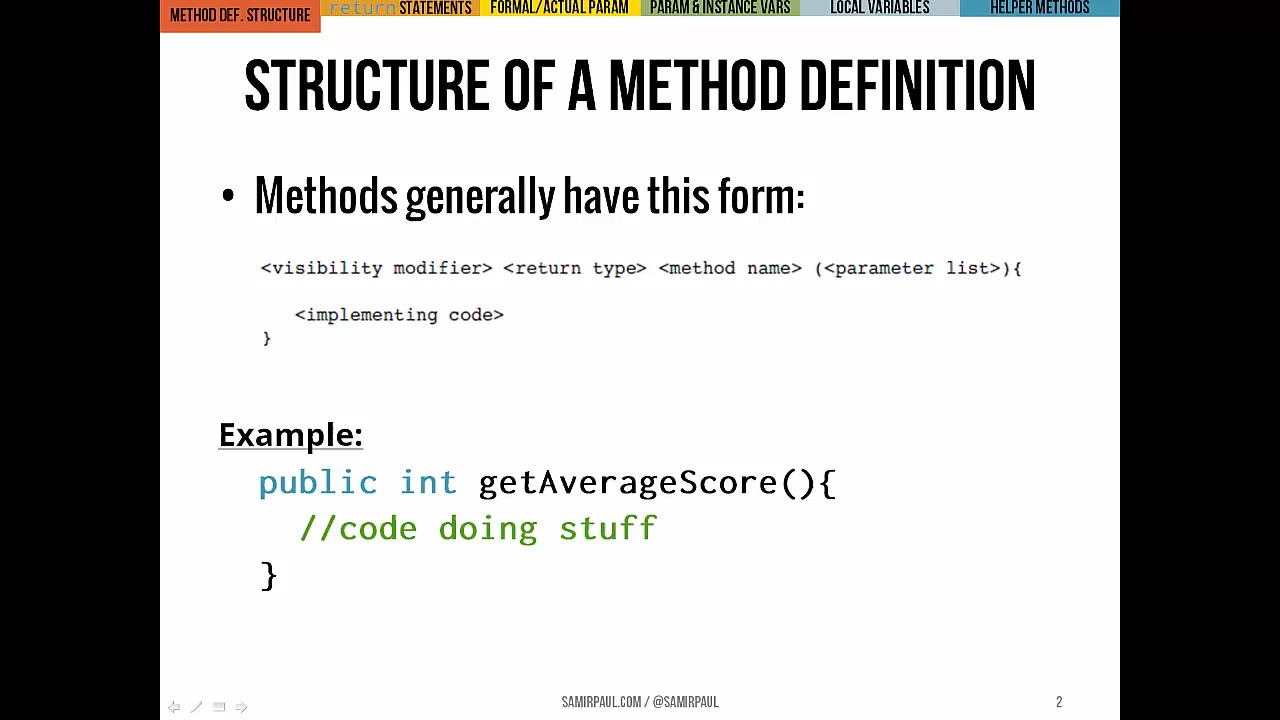 METHOD DEF. STRUCTURE return STATEMENTS FORMAL/ACTUAL PARAM PARAM & INSTANCE VARS LOCAL VARIABLES HELPER METHODS
STRUCTURE OF A METHOD DEFINITION
• Methods generally have this form:
<visibility modifier> <return type> <method name> (<parameter list>){
<implementing code>
}
Example:
public int getAverageScore(){
//code doing stuff
}
SAMIRPAUL.COM / @SAMIRPAUL 2